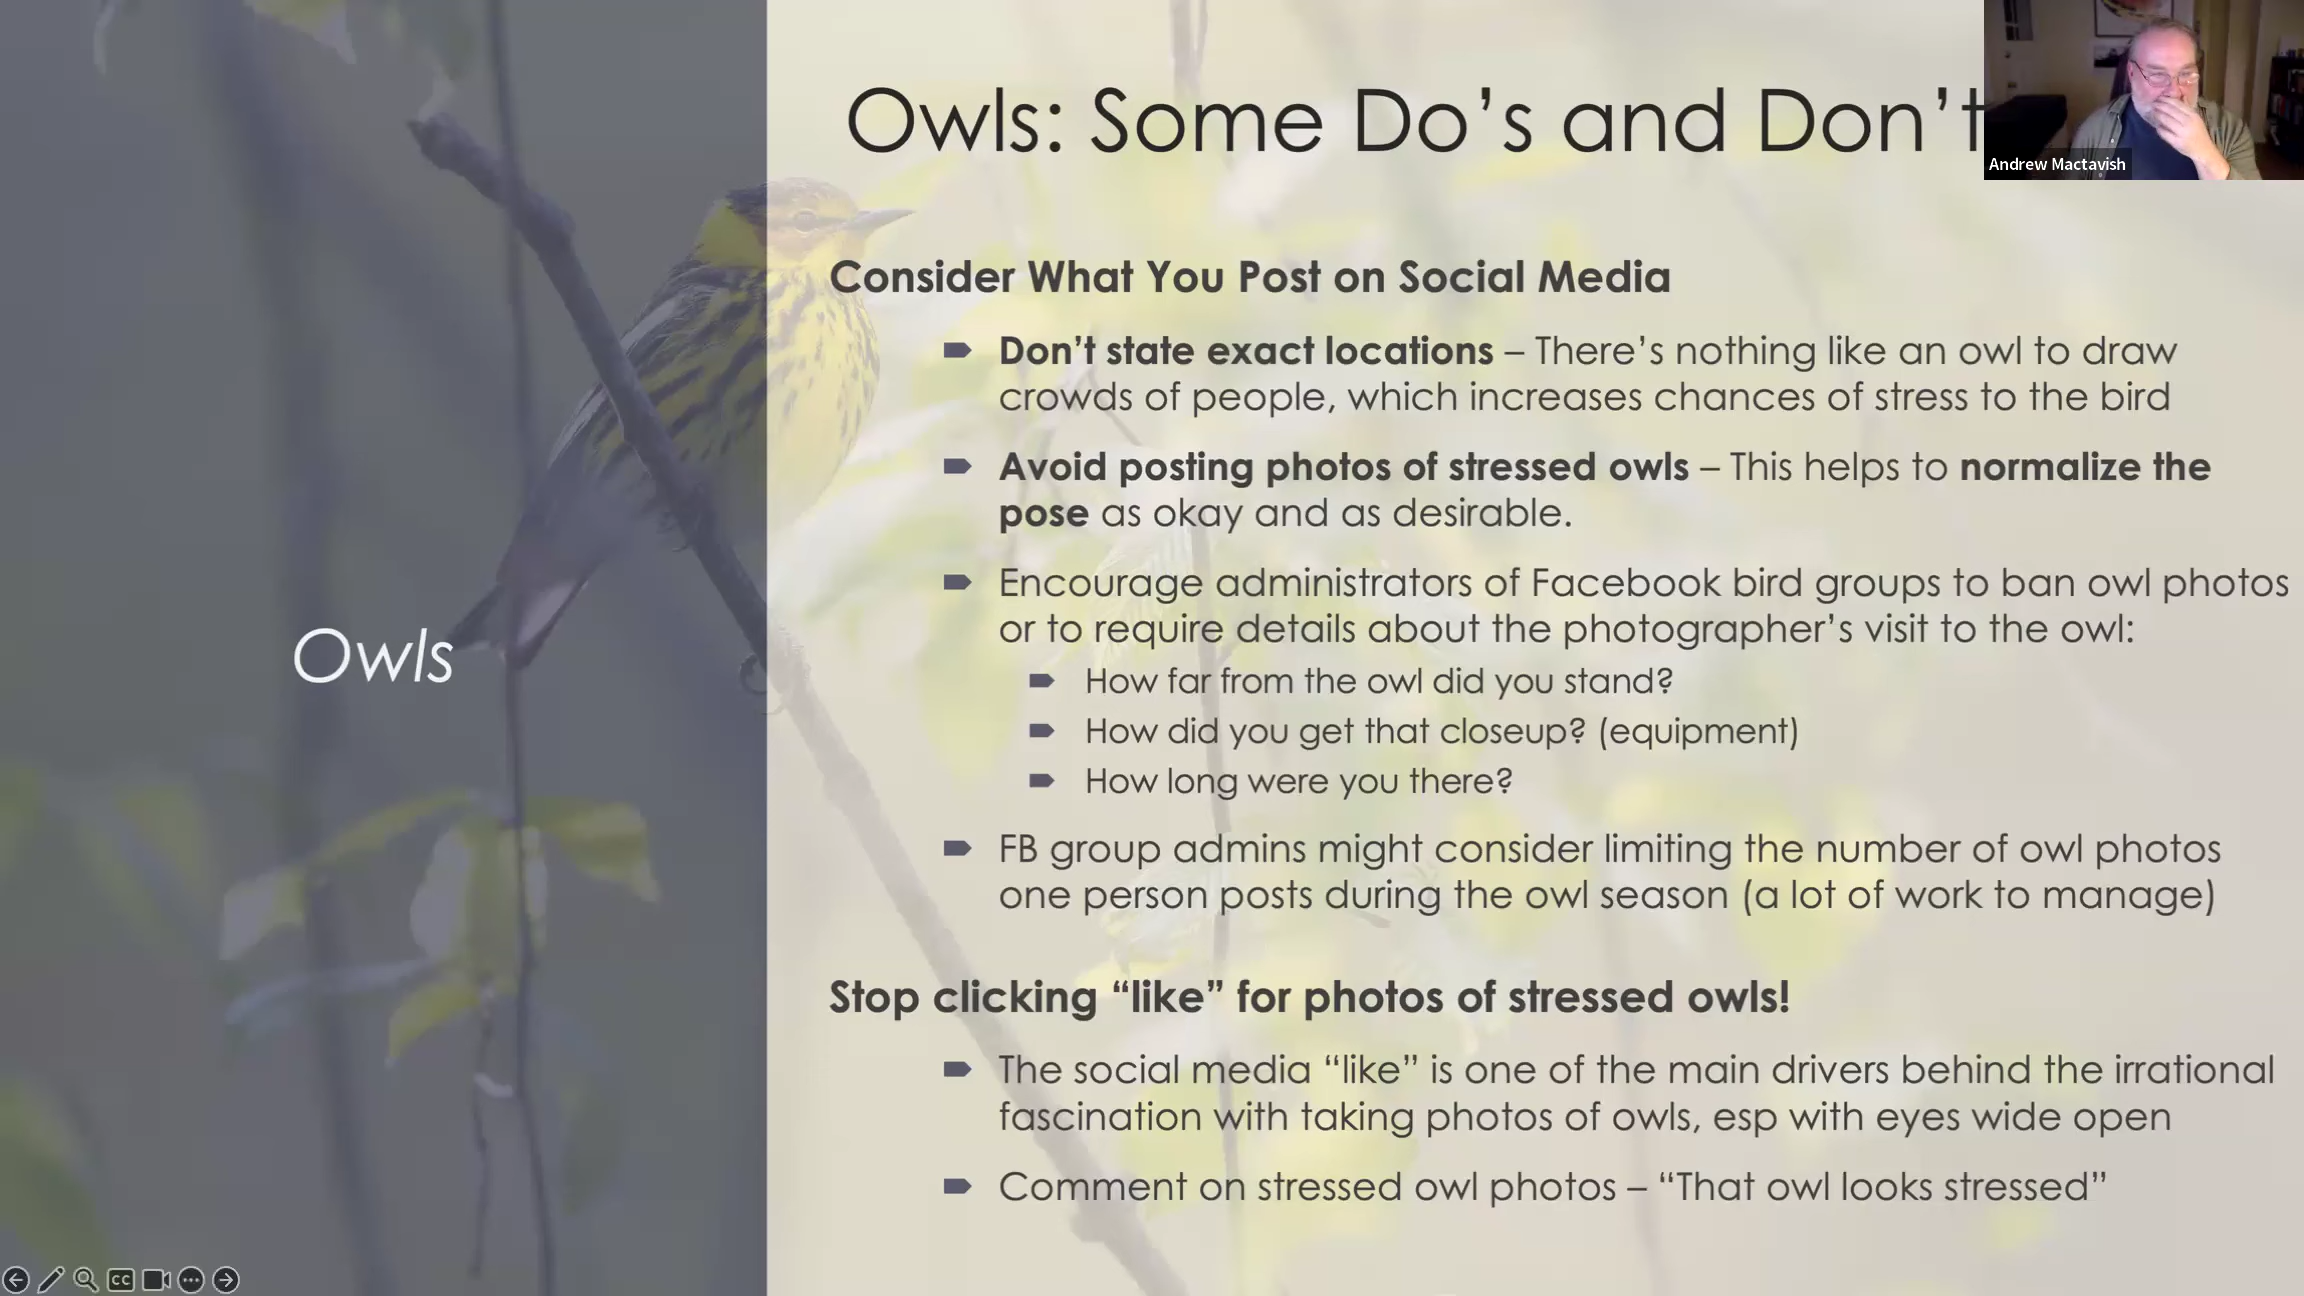 Owls: Some Do’s and Don’t
Andrew Mactavish
Owls
Consider What You Post on Social Media
Don’t state exact locations – There’s nothing like an owl to draw
crowds of people, which increases chances of stress to the bird
Avoid posting photos of stressed owls – This helps to normalize the
pose as okay and as desirable.
Encourage administrators of Facebook bird groups to ban owl photos
or to require details about the photographer’s visit to the owl:
How far from the owl did you stand?
How did you get that closeup? (equipment)
How long were you there?
FB group admins might consider limiting the number of owl photos
one person posts during the owl season (a lot of work to manage)
Stop clicking “like” for photos of stressed owls!
The social media “like” is one of the main drivers behind the irrational
fascination with taking photos of owls, esp with eyes wide open
Comment on stressed owl photos – “That owl looks stressed”
CC